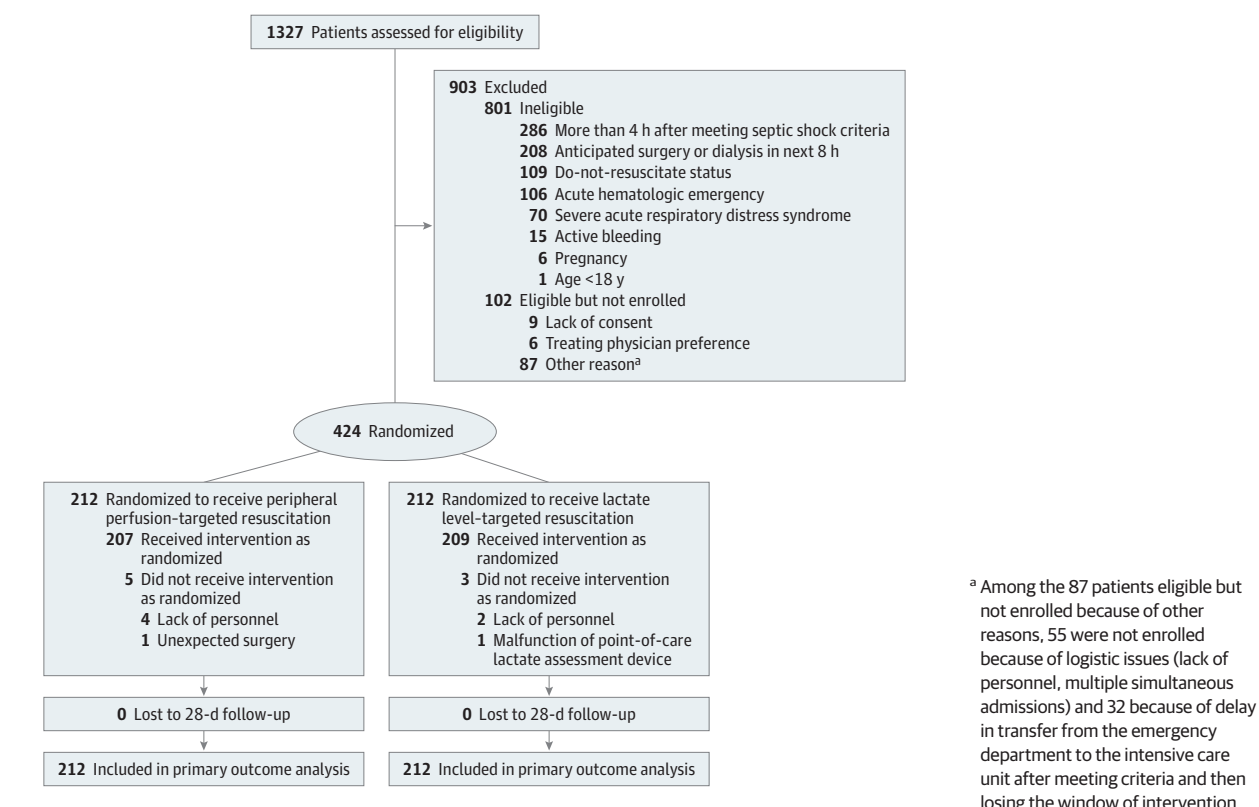 1327 Patients assessed for eligibility
903 Excluded
801 Ineligible
286 More than 4 h after meeting septic shock criteria
208 Anticipated surgery or dialysis in next 8 h
109 Do-not-resuscitate status
106 Acute hematologic emergency
70 Severe acute respiratory distress syndrome
15 Active bleeding
6 Pregnancy
1 Age <18 y
102 Eligible but not enrolled
9 Lack of consent
6 Treating physician preference
87 Other reasonᵃ
424 Randomized
212 Randomized to receive peripheral
perfusion-targeted resuscitation
207 Received intervention as
randomized
5 Did not receive intervention
as randomized
4 Lack of personnel
1 Unexpected surgery
212 Randomized to receive lactate
level-targeted resuscitation
209 Received intervention as
randomized
3 Did not receive intervention
as randomized
2 Lack of personnel
1 Malfunction of point-of-care
lactate assessment device
0 Lost to 28-d follow-up
0 Lost to 28-d follow-up
212 Included in primary outcome analysis
212 Included in primary outcome analysis
ᵃ Among the 87 patients eligible but
not enrolled because of other
reasons, 55 were not enrolled
because of logistic issues (lack of
personnel, multiple simultaneous
admissions) and 32 because of delay
in transfer from the emergency
department to the intensive care
unit after meeting criteria and then
losing the window of intervention